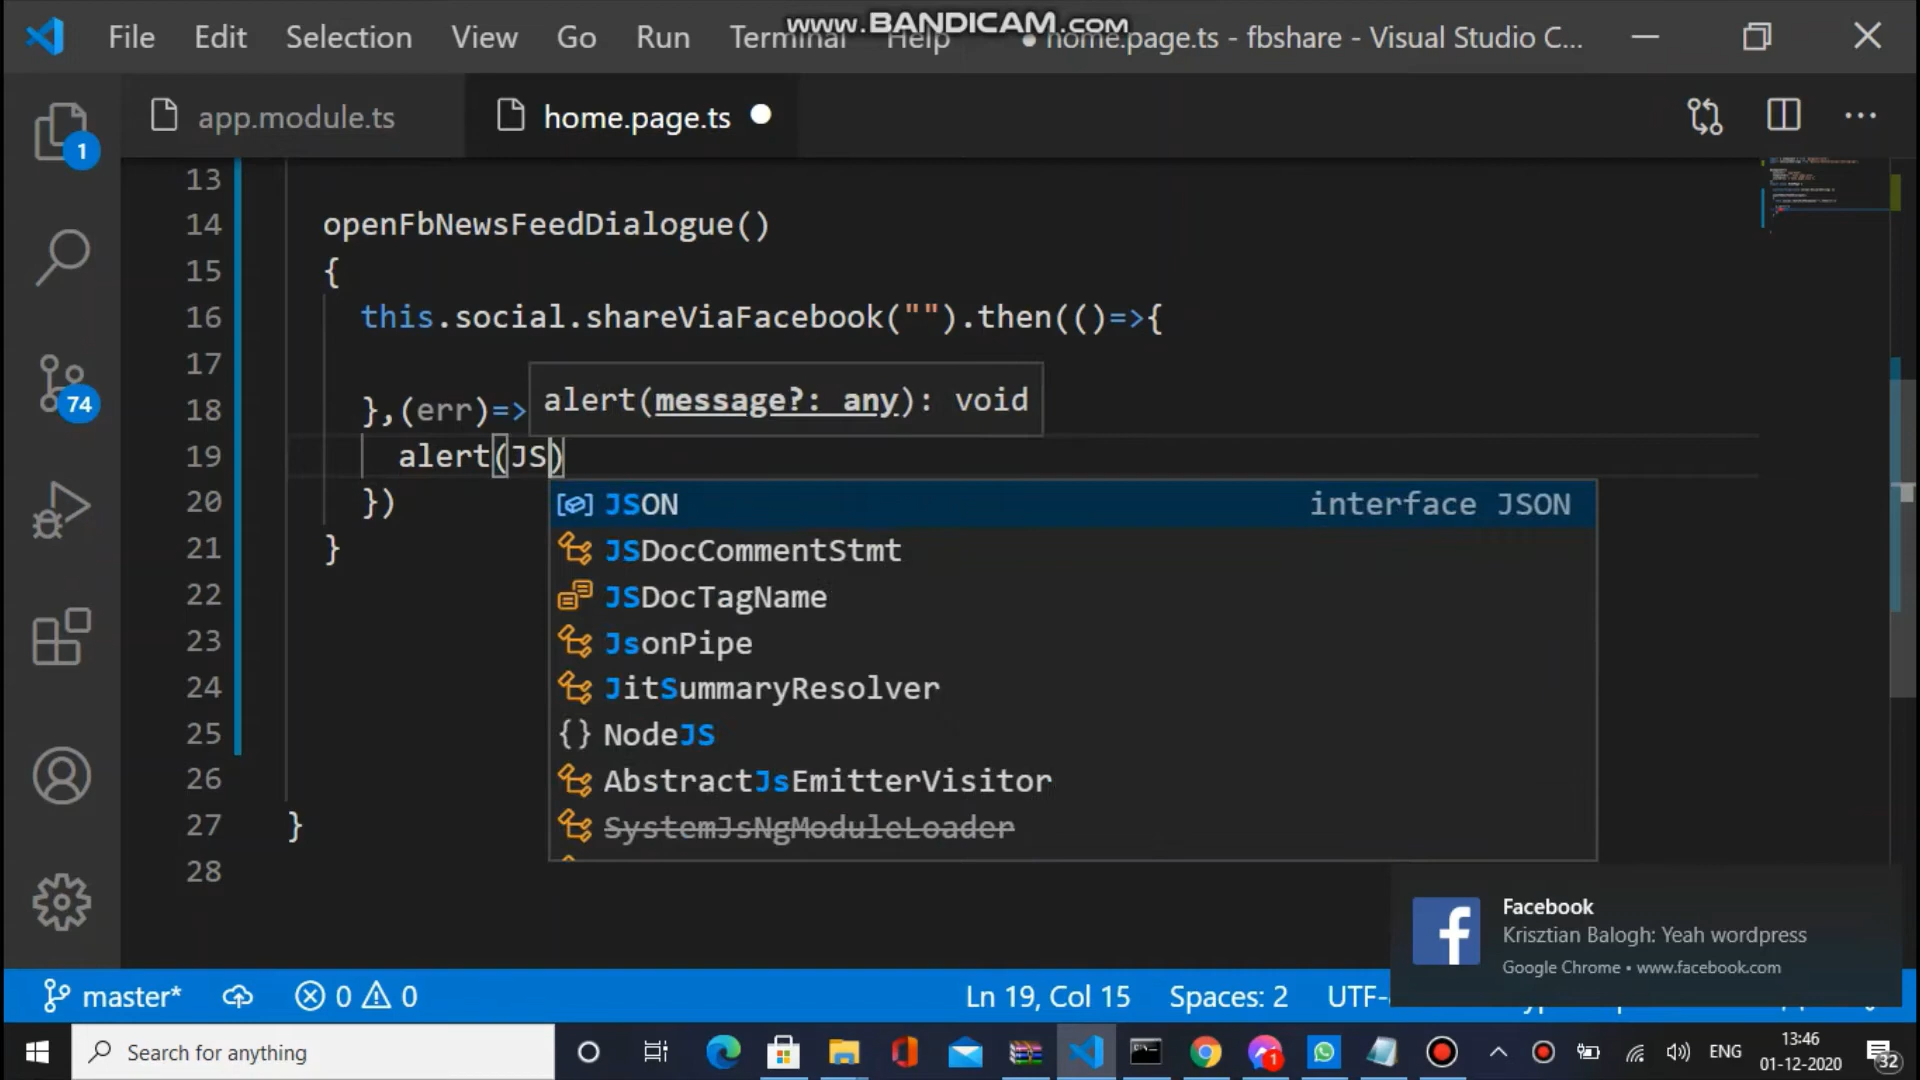 www.BANDICAM.com
File Edit Selection View Go Run Terminal Help ● home.page.ts - fbshare - Visual Studio C...
app.module.ts home.page.ts
1
13
14 openFbNewsFeedDialogue()
15 {
16 this.social.shareViaFacebook("").then(()=>{
17
alert(message?: any): void
18 },(err)=>
19 alert(JS)
20 })
21 }
22
23
24
25
26
27 }
28
74
JSON interface JSON
JSDocCommentStmt
JSDocTagName
JsonPipe
JitSummaryResolver
NodeJS
AbstractJsEmitterVisitor
SystemJsNgModuleLoader
Facebook
Krisztian Balogh: Yeah wordpress
Google Chrome • www.facebook.com
master* 0 0 Ln 19, Col 15 Spaces: 2 UTF-
Search for anything
1
ENG
13:46
01-12-2020
32